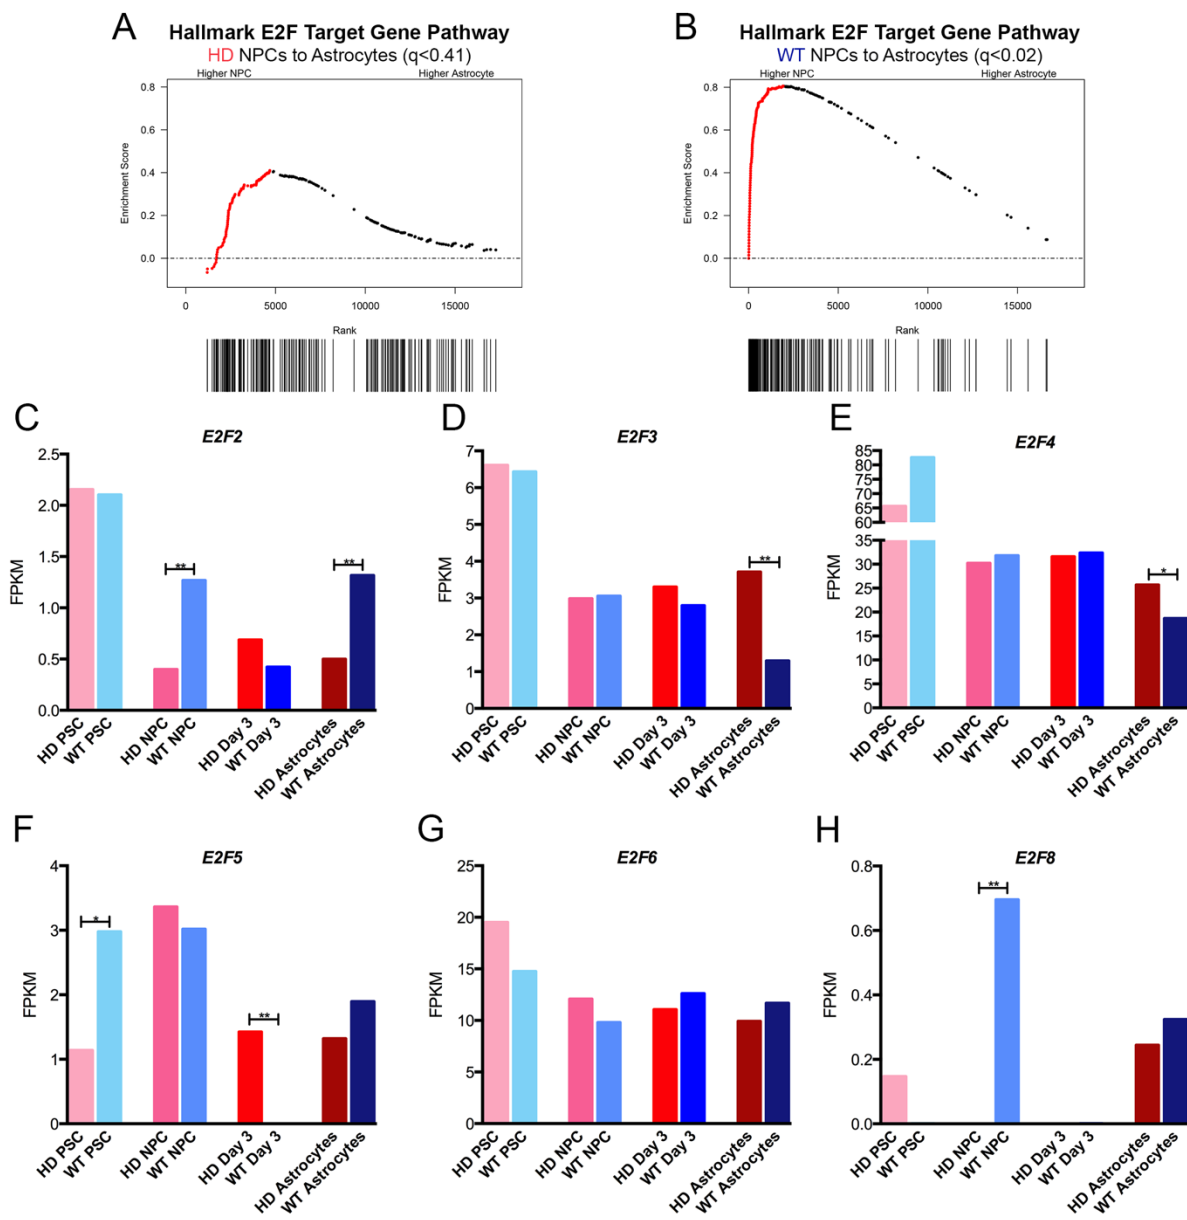 A
Hallmark E2F Target Gene Pathway
HD NPCs to Astrocytes (q<0.41)
Higher NPC
Higher Astrocyte
0.8
0.6
0.4
0.2
0.0
Enrichment Score
0
5000
10000
15000
Rank
B
Hallmark E2F Target Gene Pathway
WT NPCs to Astrocytes (q<0.02)
Higher NPC
Higher Astrocyte
0.8
0.6
0.4
0.2
0.0
Enrichment Score
0
5000
10000
15000
Rank
C
E2F2
2.5
2.0
1.5
1.0
0.5
0.0
FPKM
**
**
HD PSC
WT PSC
HD NPC
WT NPC
HD Day 3
WT Day 3
HD Astrocytes
WT Astrocytes
D
E2F3
7
6
5
4
3
2
1
0
FPKM
**
HD PSC
WT PSC
HD NPC
WT NPC
HD Day 3
WT Day 3
HD Astrocytes
WT Astrocytes
E
E2F4
85
80
75
70
65
60
35
30
25
20
15
10
5
0
FPKM
*
HD PSC
WT PSC
HD NPC
WT NPC
HD Day 3
WT Day 3
HD Astrocytes
WT Astrocytes
F
E2F5
4
3
2
1
0
FPKM
*
**
HD PSC
WT PSC
HD NPC
WT NPC
HD Day 3
WT Day 3
HD Astrocytes
WT Astrocytes
G
E2F6
25
20
15
10
5
0
FPKM
HD PSC
WT PSC
HD NPC
WT NPC
HD Day 3
WT Day 3
HD Astrocytes
WT Astrocytes
H
E2F8
0.8
0.6
0.4
0.2
0.0
FPKM
**
HD PSC
WT PSC
HD NPC
WT NPC
HD Day 3
WT Day 3
HD Astrocytes
WT Astrocytes